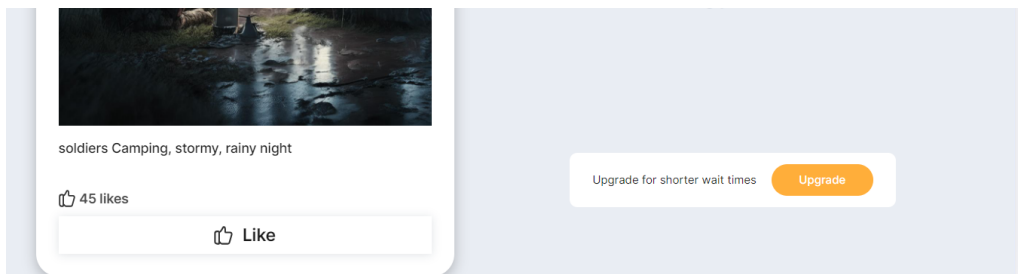 soldiers Camping, stormy, rainy night
45 likes
Like
Upgrade for shorter wait times
Upgrade